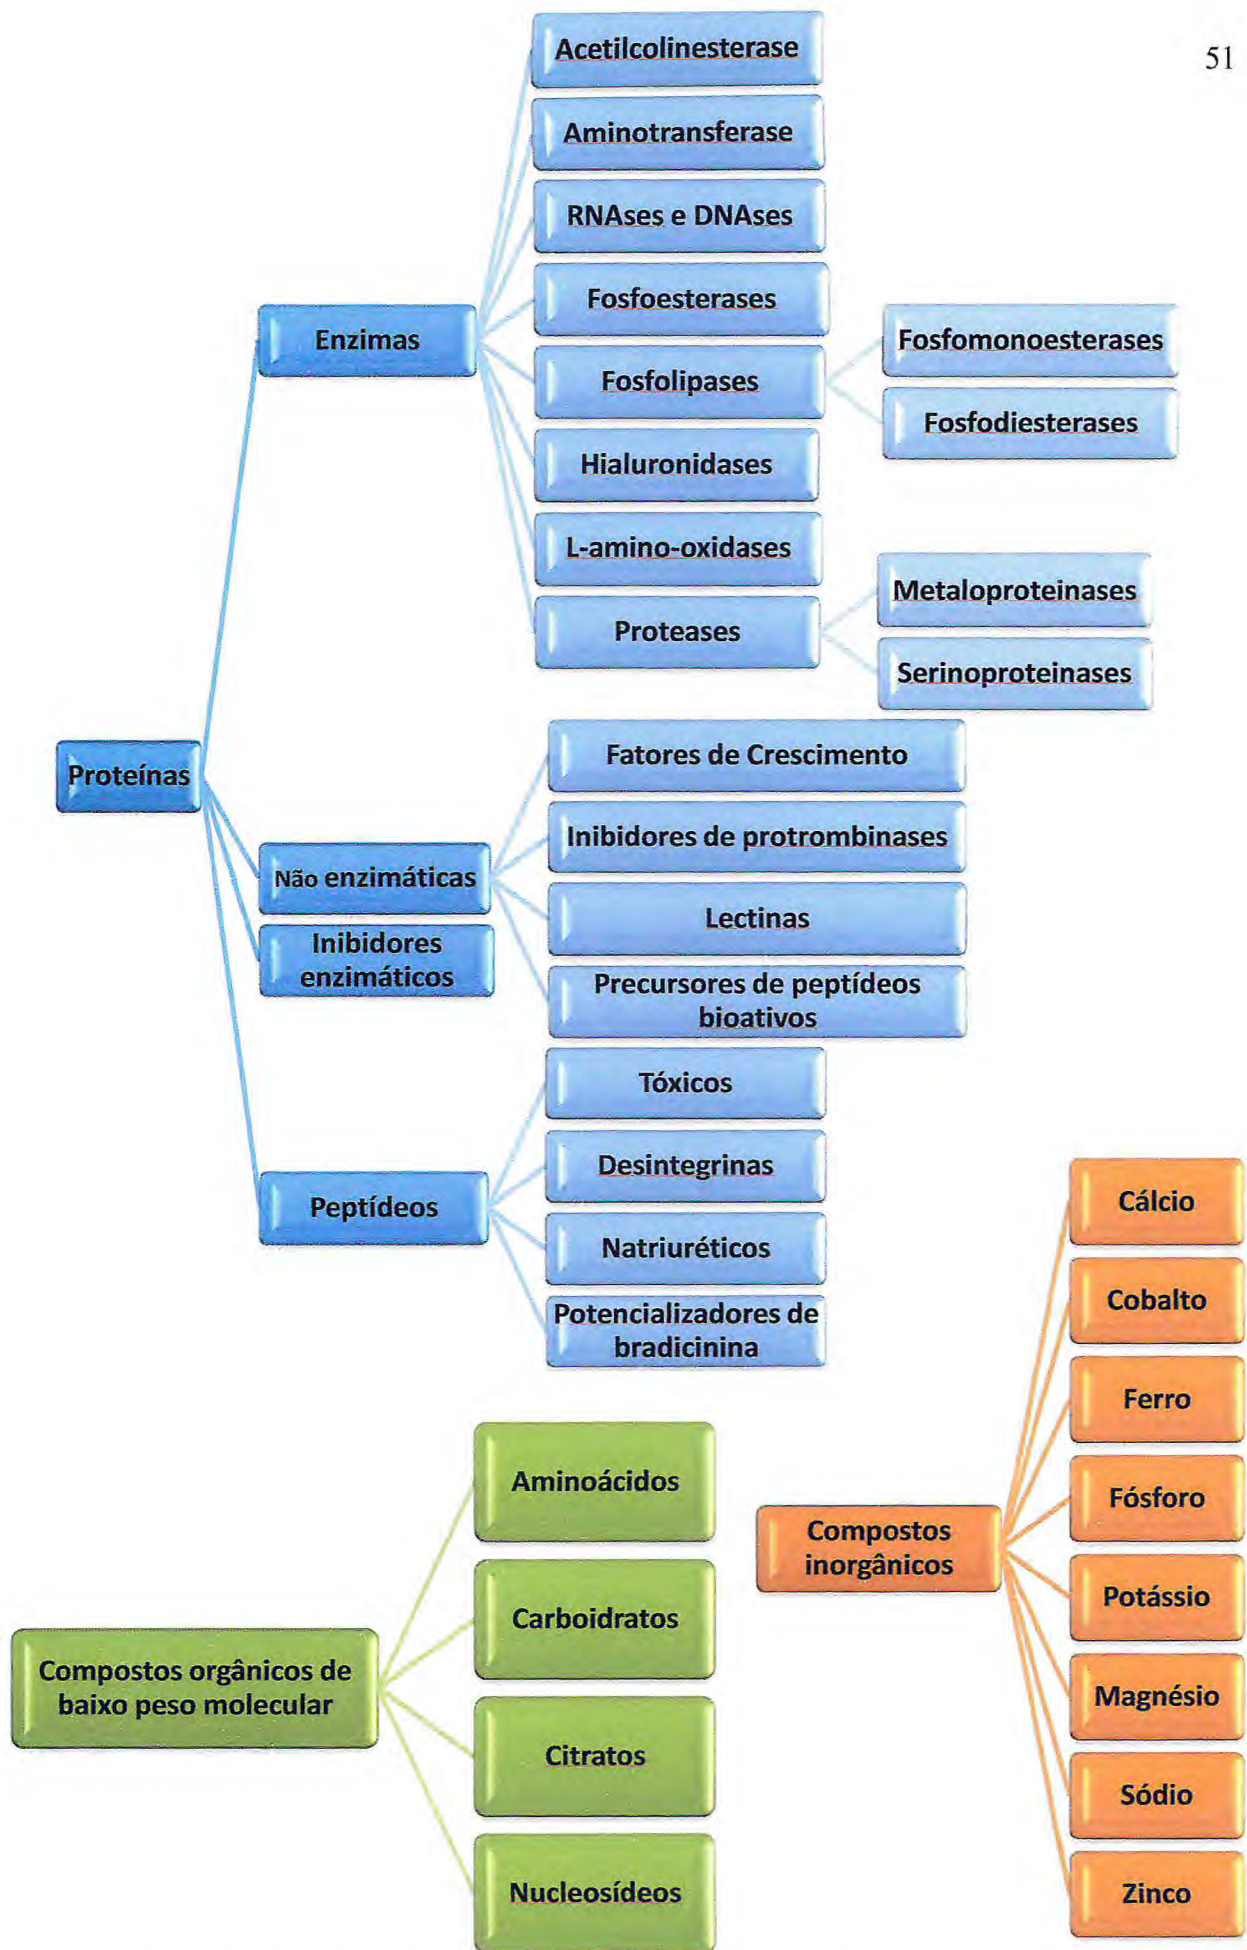 51
Acetilcolinesterase
Aminotransferase
RNAses e DNAses
Fosfoesterases
Enzimas
Fosfomonoesterases
Fosfolipases
Fosfodiesterases
Hialuronidases
L-amino-oxidases
Metaloproteinases
Proteases
Serinoproteinases
Proteínas
Fatores de Crescimento
Inibidores de protrombinases
Não enzimáticas
Lectinas
Inibidores
enzimáticos
Precursores de peptídeos
bioativos
Tóxicos
Desintegrinas
Peptídeos
Natriuréticos
Potencializadores de
bradicinina
Compostos orgânicos de
baixo peso molecular
Aminoácidos
Carboidratos
Citratos
Nucleosídeos
Compostos
inorgânicos
Cálcio
Cobalto
Ferro
Fósforo
Potássio
Magnésio
Sódio
Zinco